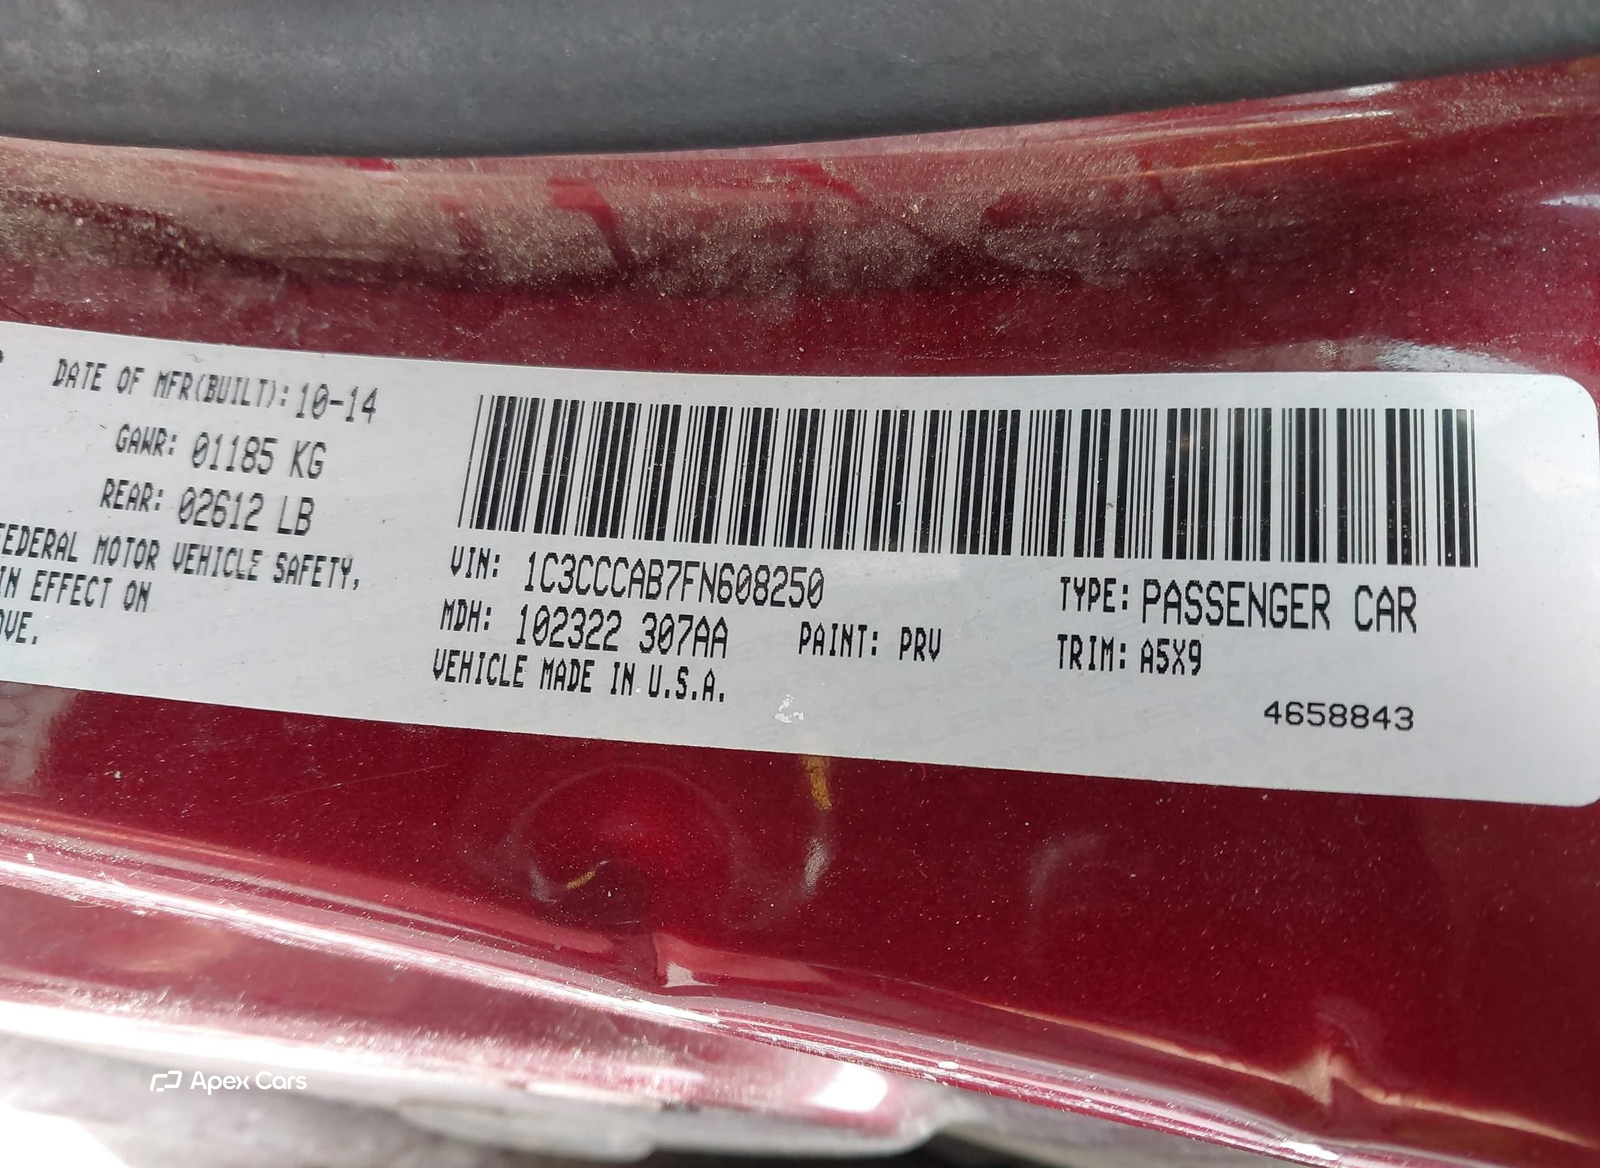 DATE OF MFR(BUILT): 10-14
GAWR: 01185 KG
REAR: 02612 LB
FEDERAL MOTOR VEHICLE SAFETY,
IN EFFECT ON
OVE.
VIN: 1C3CCCAB7FN608250
MDH: 102322 307AA
PAINT: PRV
VEHICLE MADE IN U.S.A.
TYPE: PASSENGER CAR
TRIM: A5X9
4658843
Apex Cars